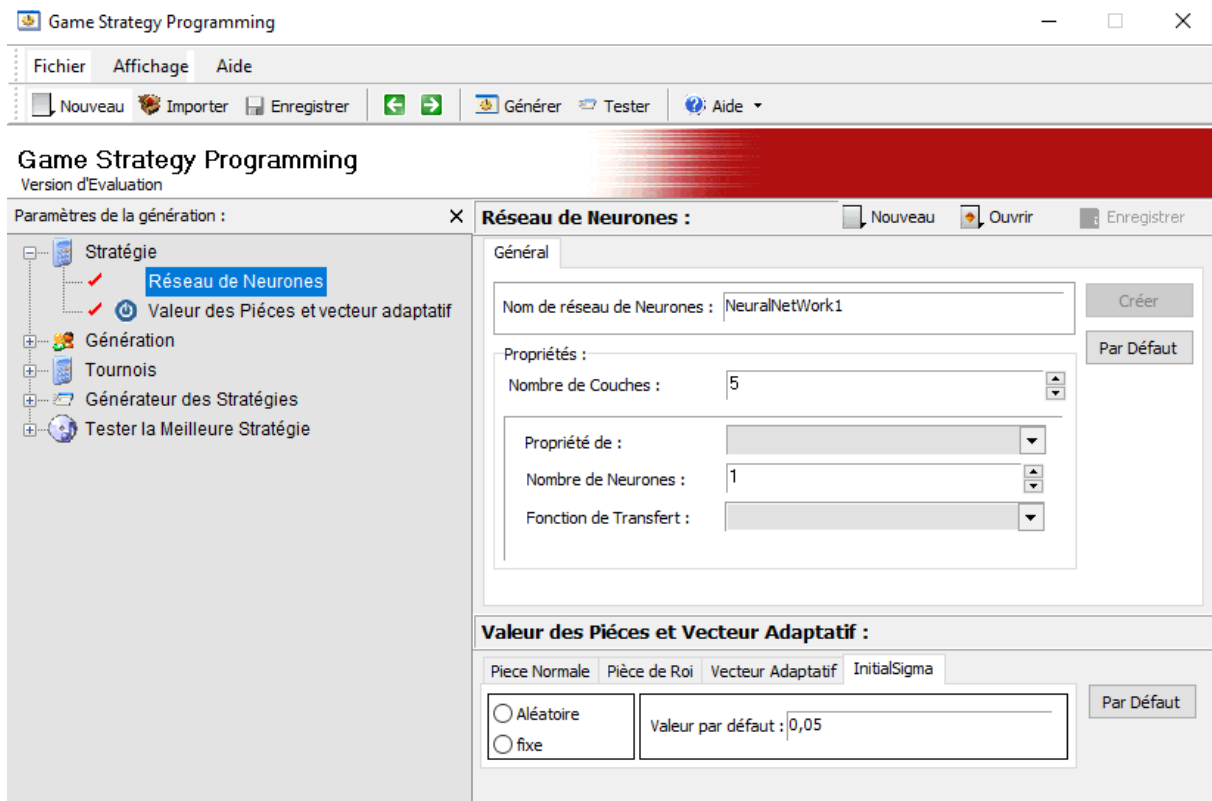 Game Strategy Programming
Fichier Affichage Aide
Nouveau Importer Enregistrer Générer Tester Aide
Game Strategy Programming
Version d'Evaluation
Paramètres de la génération :
Stratégie
Réseau de Neurones
Valeur des Piéces et vecteur adaptatif
Génération
Tournois
Générateur des Stratégies
Tester la Meilleure Stratégie
Réseau de Neurones : Nouveau Ouvrir Enregistrer
Général
Nom de réseau de Neurones : NeuralNetWork1
Créer
Par Défaut
Propriétés :
Nombre de Couches : 5
Propriété de :
Nombre de Neurones : 1
Fonction de Transfert :
Valeur des Piéces et Vecteur Adaptatif :
Piece Normale Pièce de Roi Vecteur Adaptatif InitialSigma
Aléatoire
fixe
Valeur par défaut : 0,05
Par Défaut